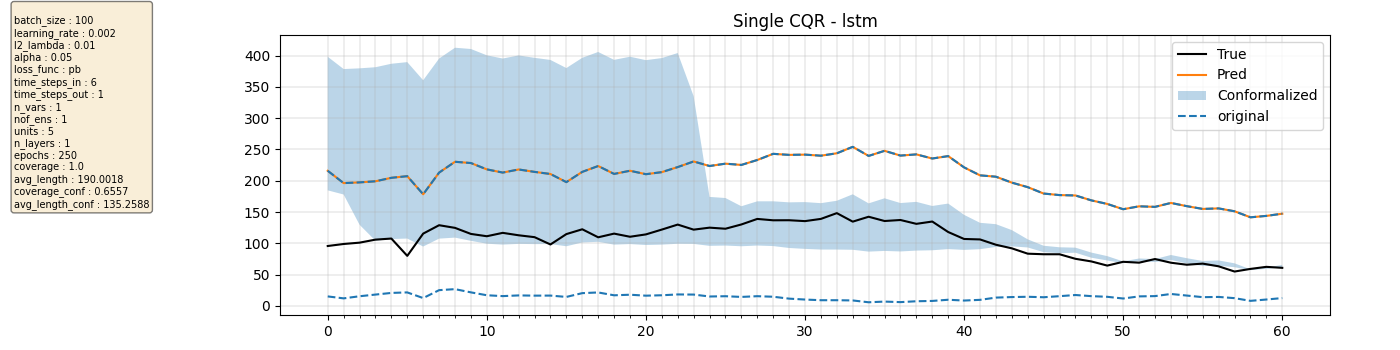 batch_size : 100
learning_rate : 0.002
l2_lambda : 0.01
alpha : 0.05
loss_func : pb
time_steps_in : 6
time_steps_out : 1
n_vars : 1
nof_ens : 1
units : 5
n_layers : 1
epochs : 250
coverage : 1.0
avg_length : 190.0018
coverage_conf : 0.6557
avg_length_conf : 135.2588
Single CQR - lstm
400
350
300
250
200
150
100
50
0
True
Pred
Conformalized
original
0 10 20 30 40 50 60